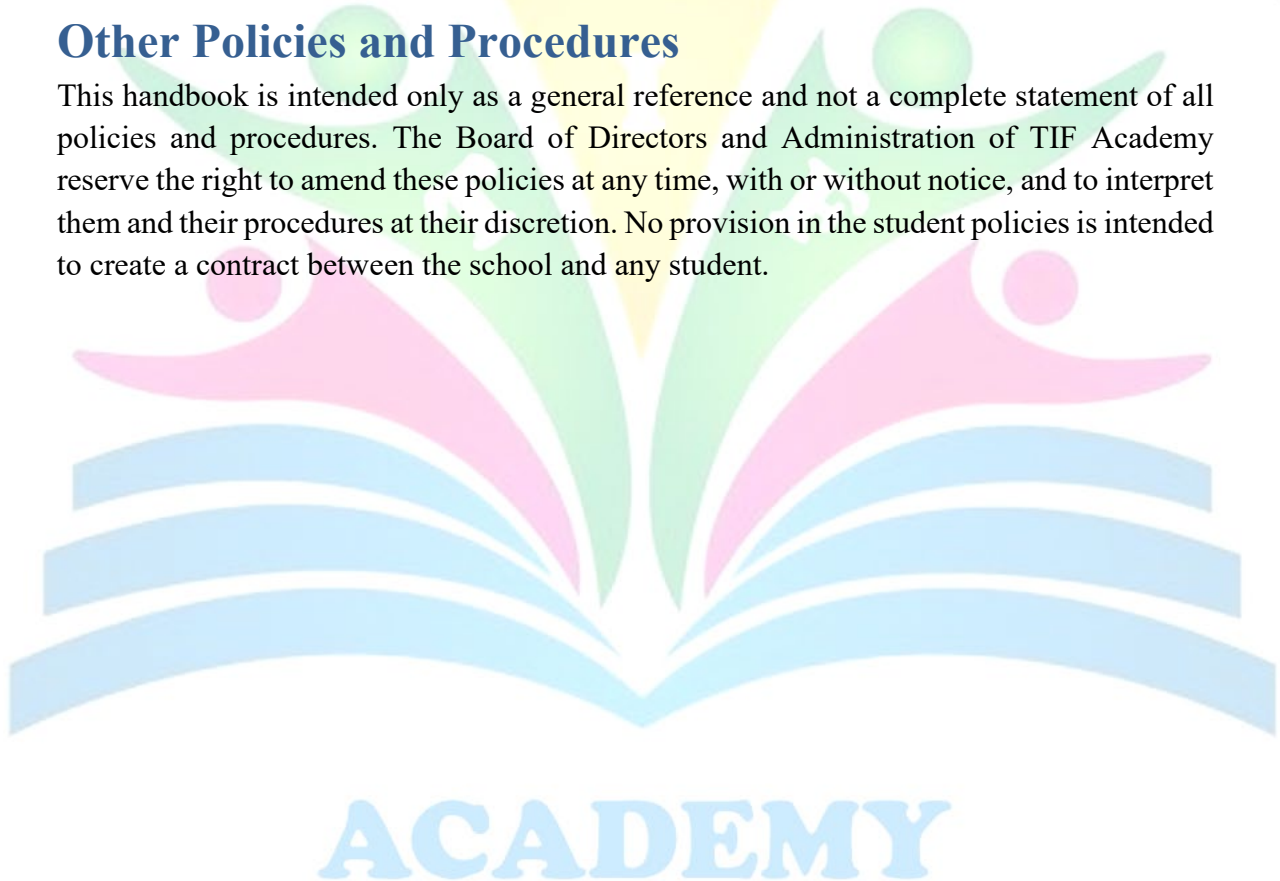 Other Policies and Procedures
This handbook is intended only as a general reference and not a complete statement of all
policies and procedures. The Board of Directors and Administration of TIF Academy
reserve the right to amend these policies at any time, with or without notice, and to interpret
them and their procedures at their discretion. No provision in the student policies is intended
to create a contract between the school and any student.
ACADEMY